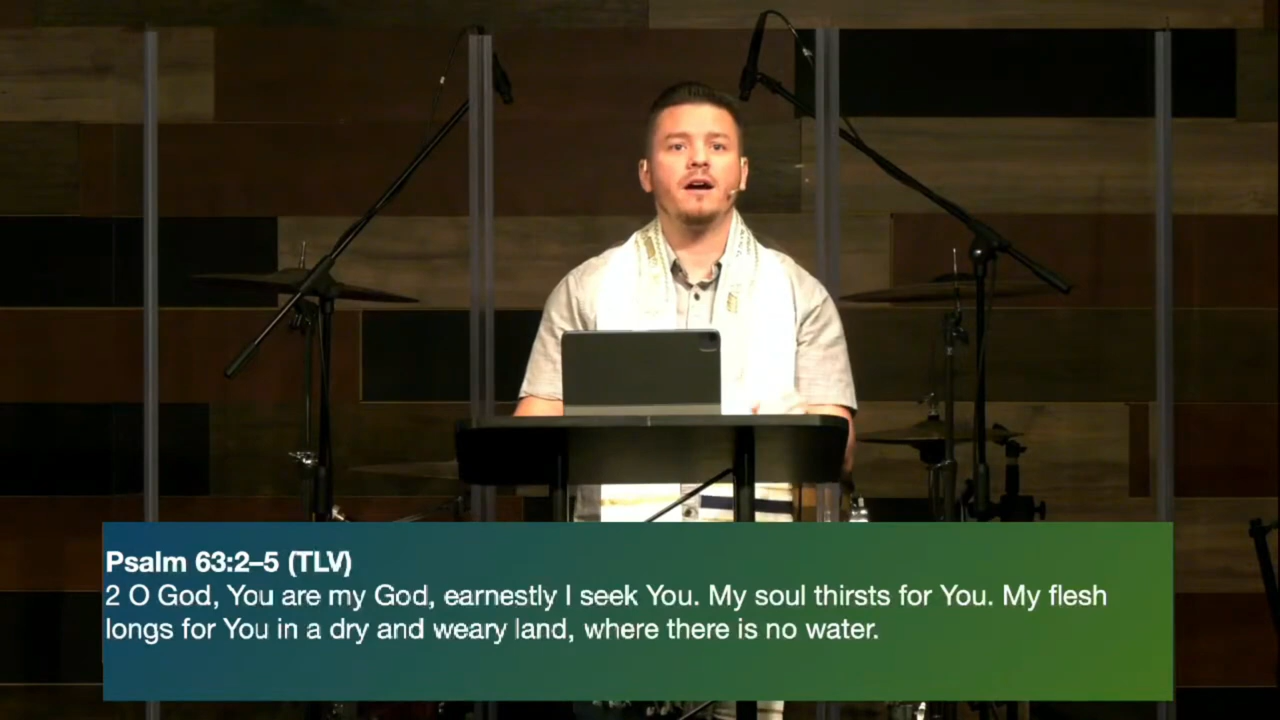 Psalm 63:2–5 (TLV)
2 O God, You are my God, earnestly I seek You. My soul thirsts for You. My flesh
longs for You in a dry and weary land, where there is no water.